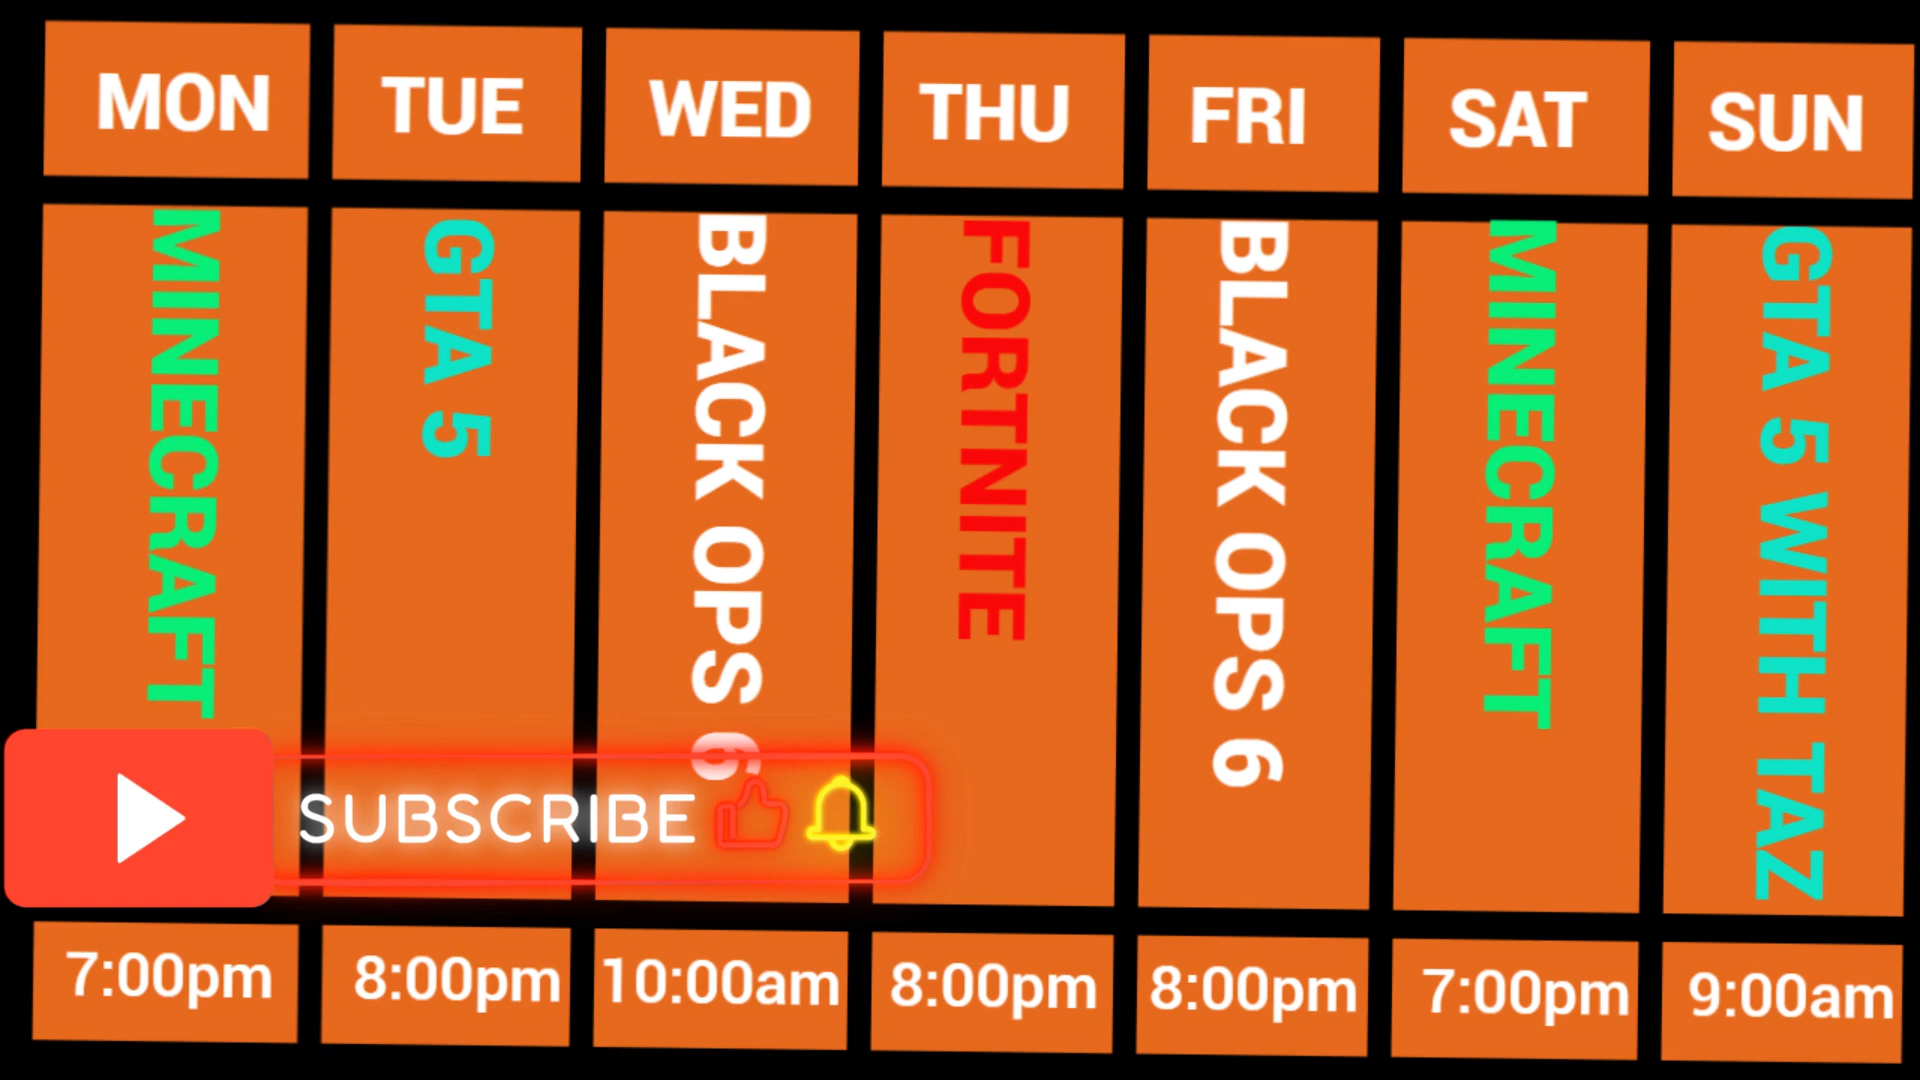 MON TUE WED THU FRI SAT SUN
MINECRAFT
GTA 5
BLACK OPS 6
FORTNITE
BLACK OPS 6
MINECRAFT
GTA 5 WITH TAZ
SUBSCRIBE
7:00pm 8:00pm 10:00am 8:00pm 8:00pm 7:00pm 9:00am